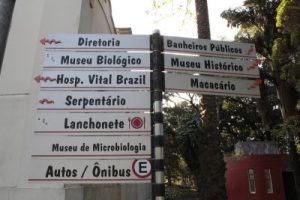 Diretoria
Museu Biológico
Hosp. Vital Brazil
Serpentário
Lanchonete
Museu de Microbiologia
Autos / Ônibus E
Banheiros Públicos
Museu Histórico
Macacário